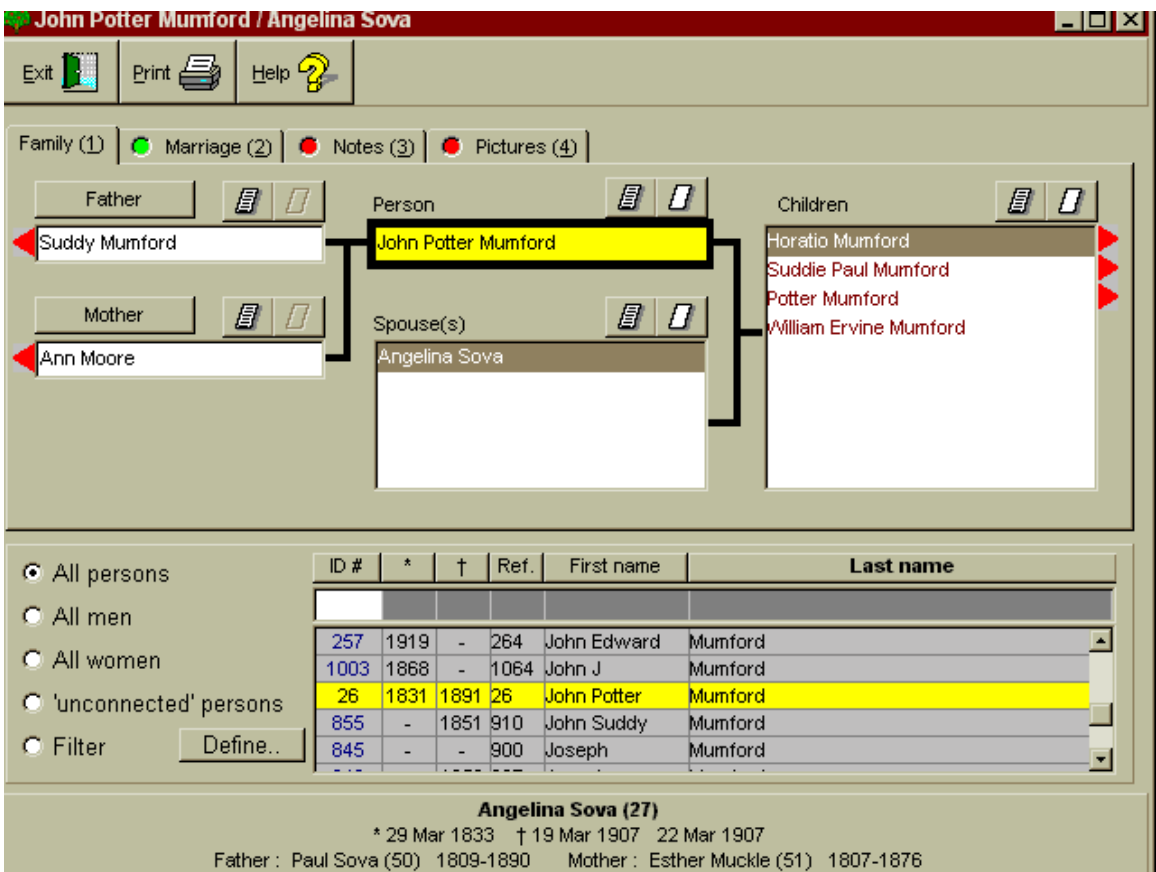 John Potter Mumford / Angelina Sova
Exit Print Help
Family (1) Marriage (2) Notes (3) Pictures (4)
Father Person Children
Suddy Mumford John Potter Mumford Horatio Mumford
Suddie Paul Mumford
Potter Mumford
William Ervine Mumford
Mother Spouse(s)
Ann Moore Angelina Sova
All persons
All men
All women
'unconnected' persons
Filter Define..
ID # * † Ref. First name Last name
257 1919 - 264 John Edward Mumford
1003 1868 - 1064 John J Mumford
26 1831 1891 26 John Potter Mumford
855 - 1851 910 John Suddy Mumford
845 - - 900 Joseph Mumford
Angelina Sova (27)
* 29 Mar 1833 † 19 Mar 1907 22 Mar 1907
Father : Paul Sova (50) 1809-1890 Mother : Esther Muckle (51) 1807-1876